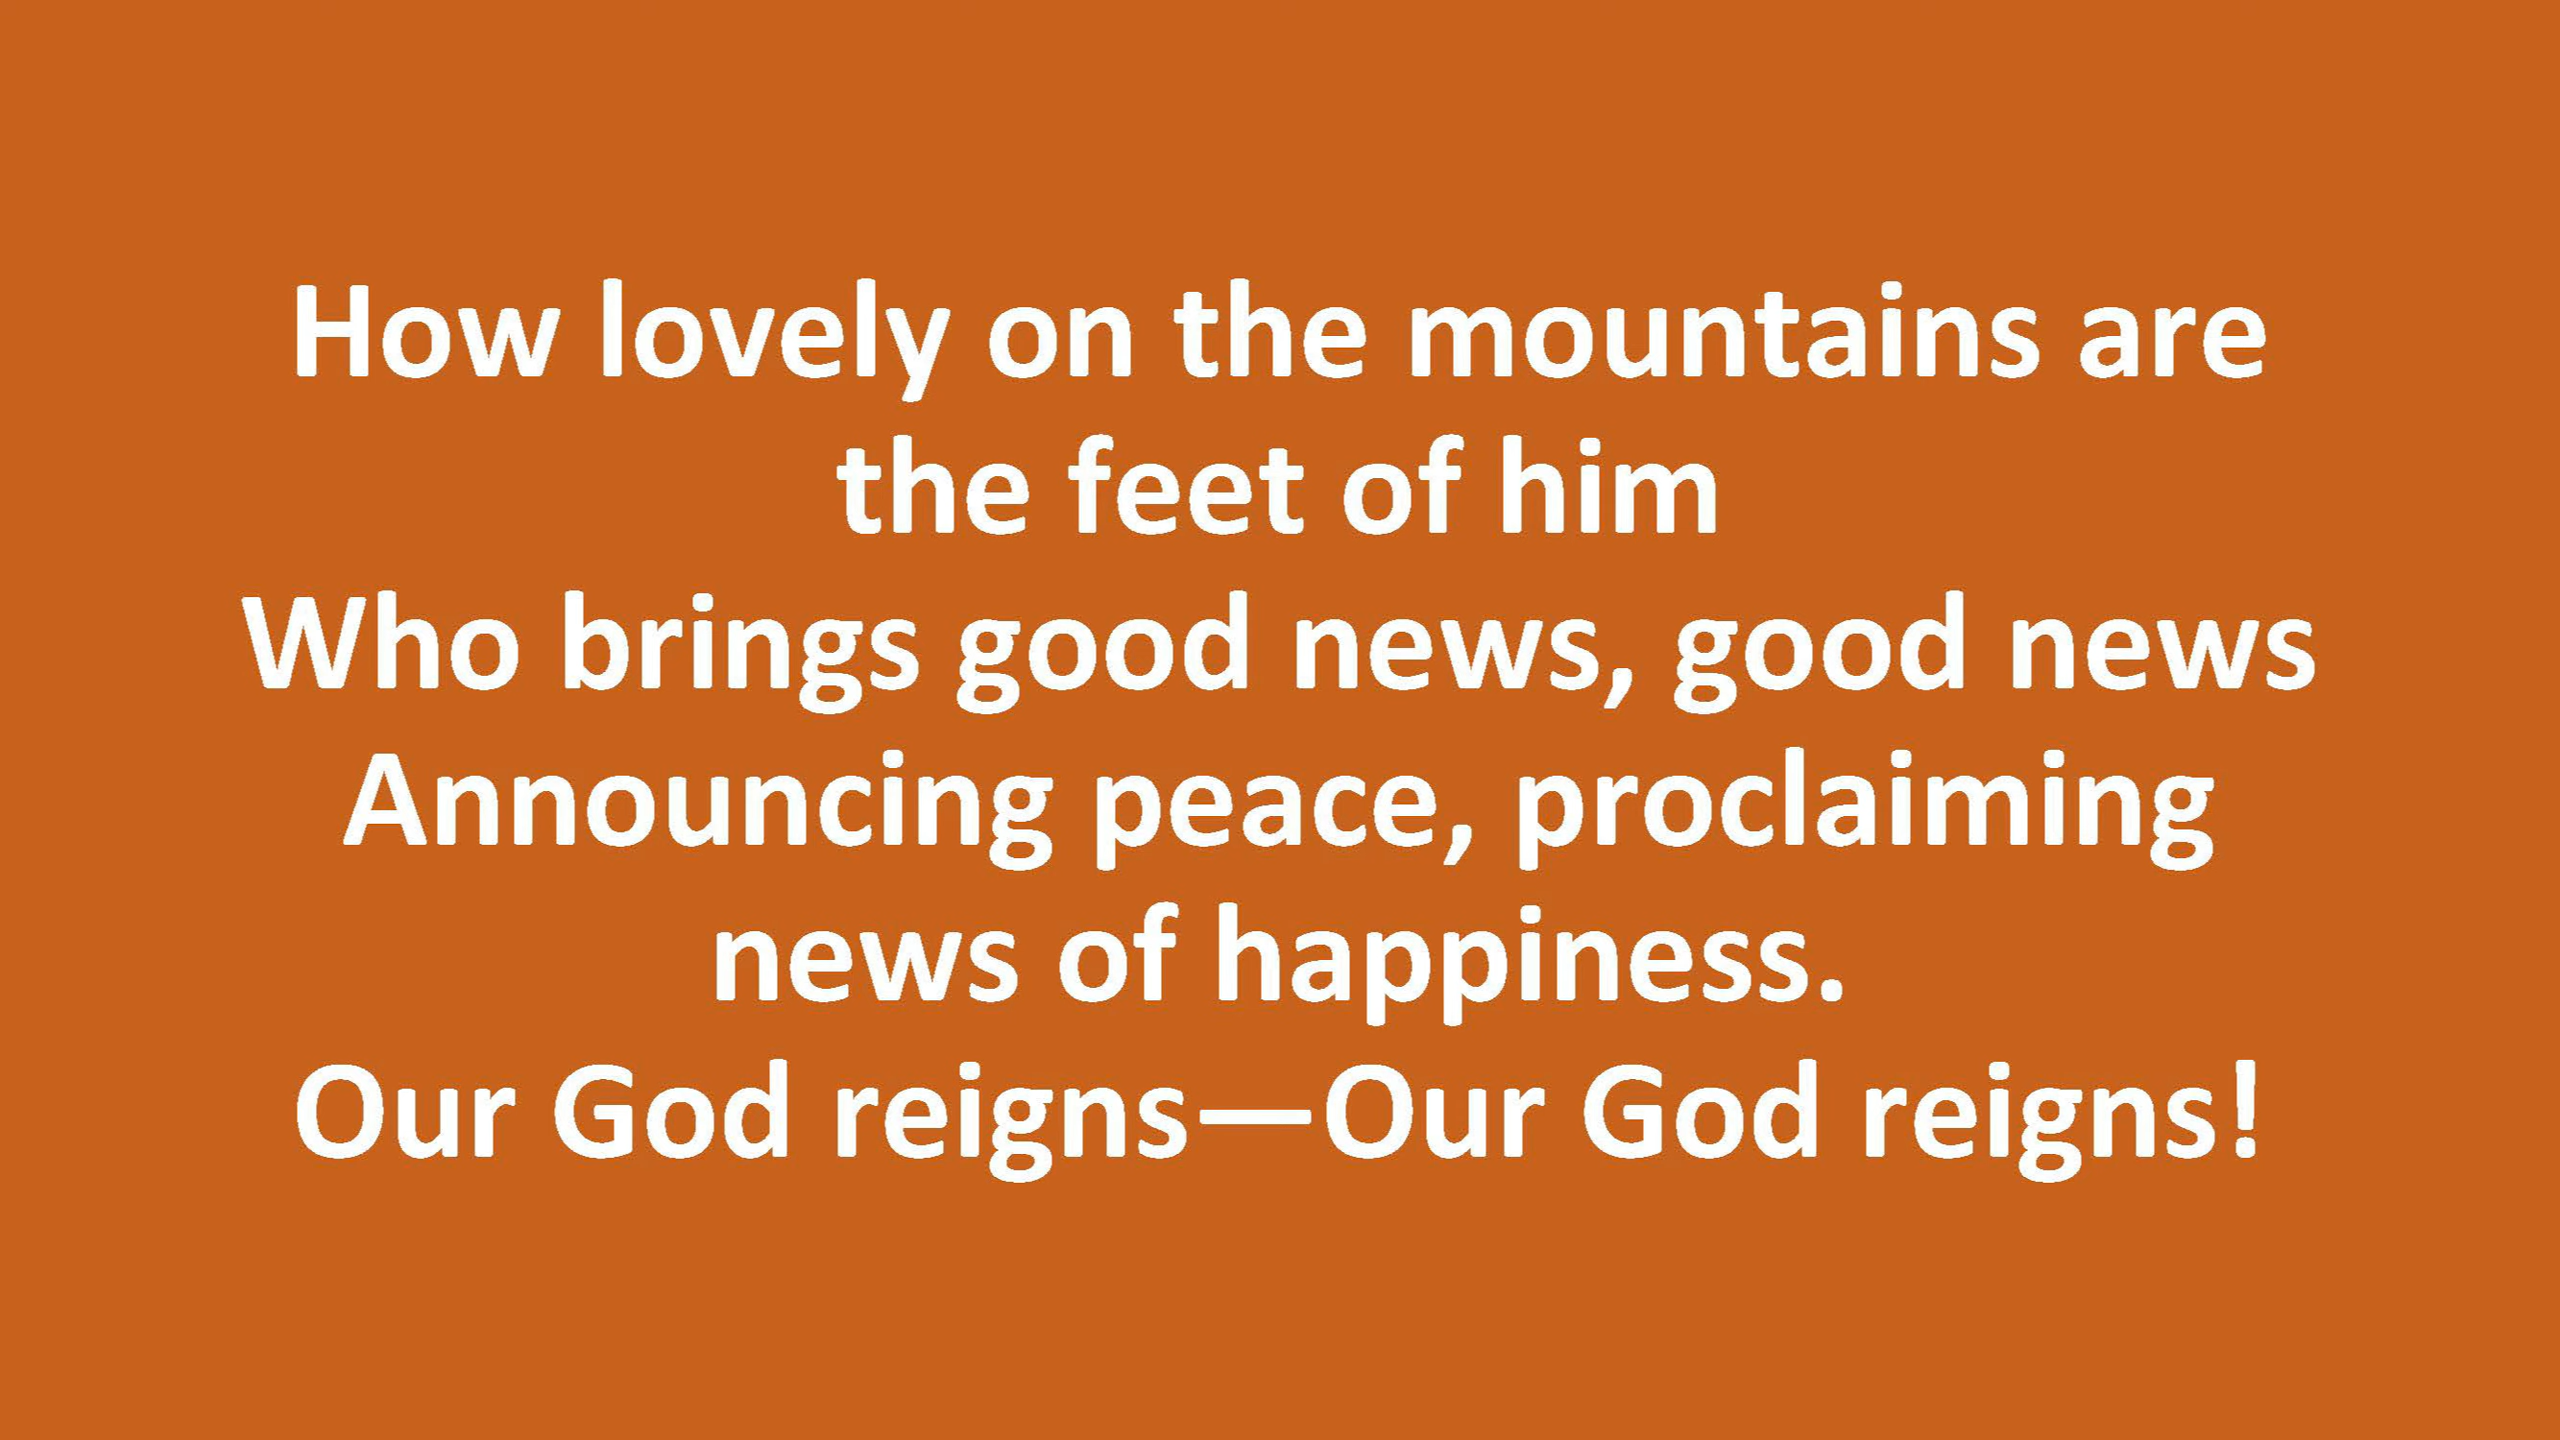 How lovely on the mountains are
the feet of him
Who brings good news, good news
Announcing peace, proclaiming
news of happiness.
Our God reigns—Our God reigns!